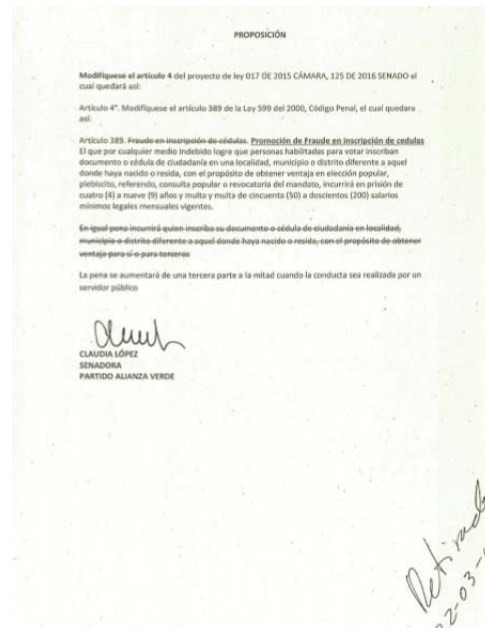 PROPOSICIÓN
Modifíquese el artículo 4 del proyecto de ley 017 DE 2015 CÁMARA, 125 DE 2016 SENADO el
cual quedará así:
Artículo 4°. Modifíquese el artículo 389 de la Ley 599 del 2000, Código Penal, el cual quedara
así:
Artículo 389. Fraude en inscripción de cédulas. Promoción de Fraude en inscripción de cedulas
El que por cualquier medio indebido logre que personas habilitadas para votar inscriban
documento o cédula de ciudadanía en una localidad, municipio o distrito diferente a aquel
donde haya nacido o resida, con el propósito de obtener ventaja en elección popular,
plebiscito, referendo, consulta popular o revocatoria del mandato, incurrirá en prisión de
cuatro (4) a nueve (9) años y multa y multa de cincuenta (50) a doscientos (200) salarios
mínimos legales mensuales vigentes.
En igual pena incurrirá quien inscriba su documento o cédula de ciudadanía en localidad,
municipio o distrito diferente a aquel donde haya nacido o resida, con el propósito de obtener
ventaja para sí o para terceros
La pena se aumentará de una tercera parte a la mitad cuando la conducta sea realizada por un
servidor público
CLAUDIA LÓPEZ
SENADORA
PARTIDO ALIANZA VERDE